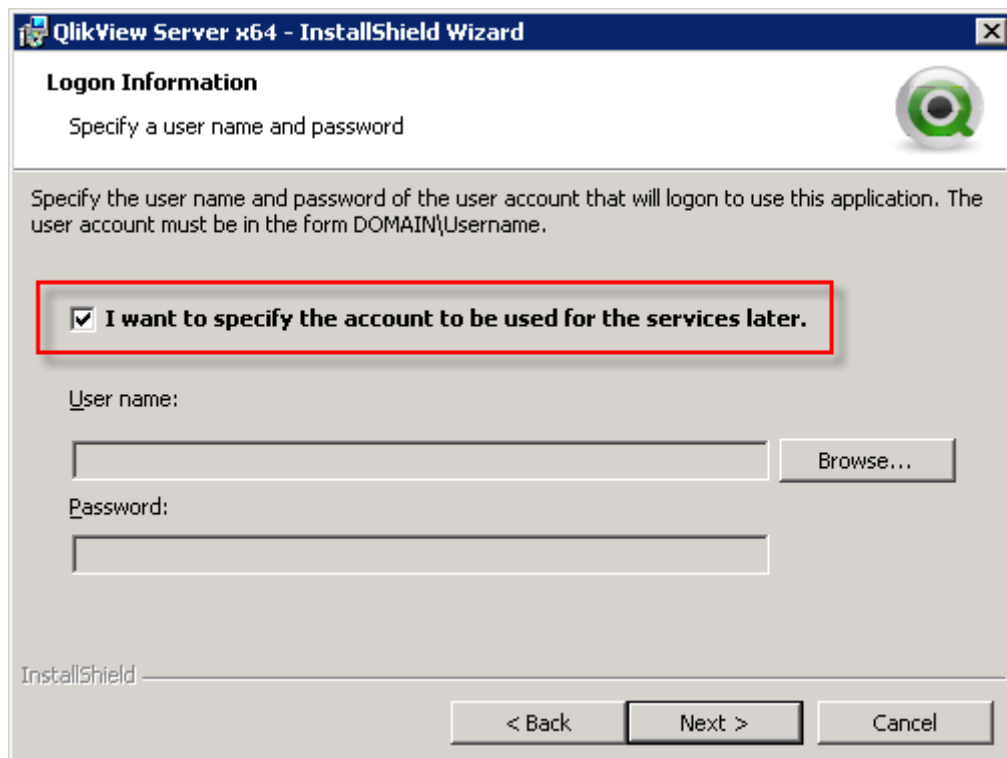 QlikView Server x64 - InstallShield Wizard
Logon Information
Specify a user name and password
Specify the user name and password of the user account that will logon to use this application. The
user account must be in the form DOMAIN\Username.
I want to specify the account to be used for the services later.
User name:
Browse...
Password:
InstallShield
< Back
Next >
Cancel